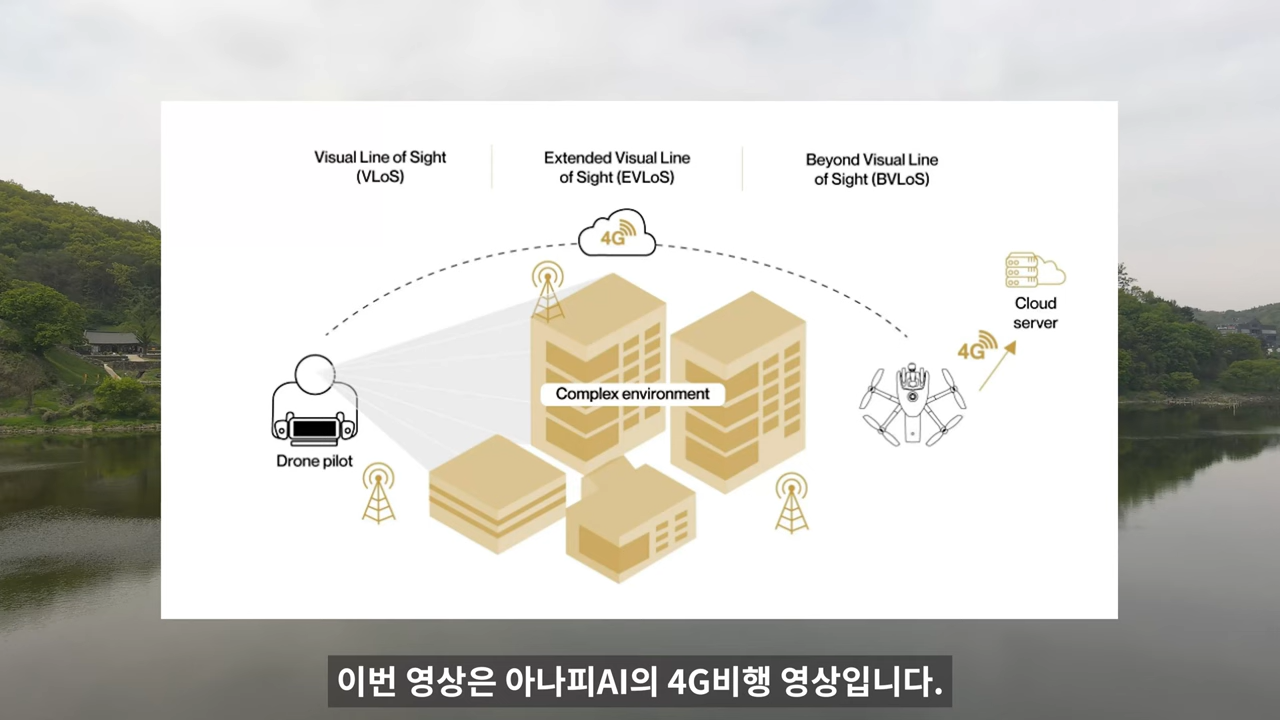 Visual Line of Sight
(VLoS)
Extended Visual Line
of Sight (EVLoS)
Beyond Visual Line
of Sight (BVLoS)
4G
Cloud
server
4G
Complex environment
Drone pilot
이번 영상은 아나피AI의 4G비행 영상입니다.